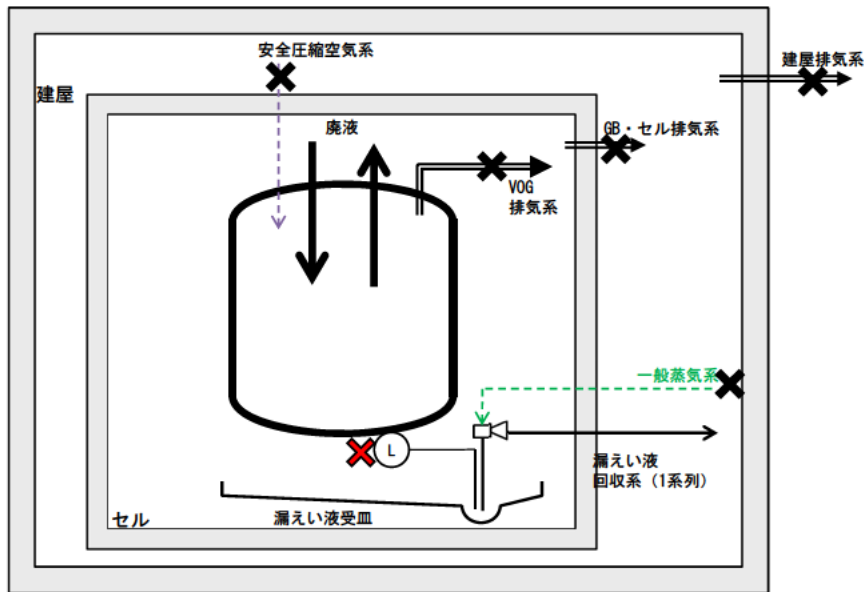 安全圧縮空気系
建屋排気系
建屋
GB・セル排気系
廃液
VOG
排気系
一般蒸気系
L
漏えい液
回収系（1系列）
漏えい液受皿
セル